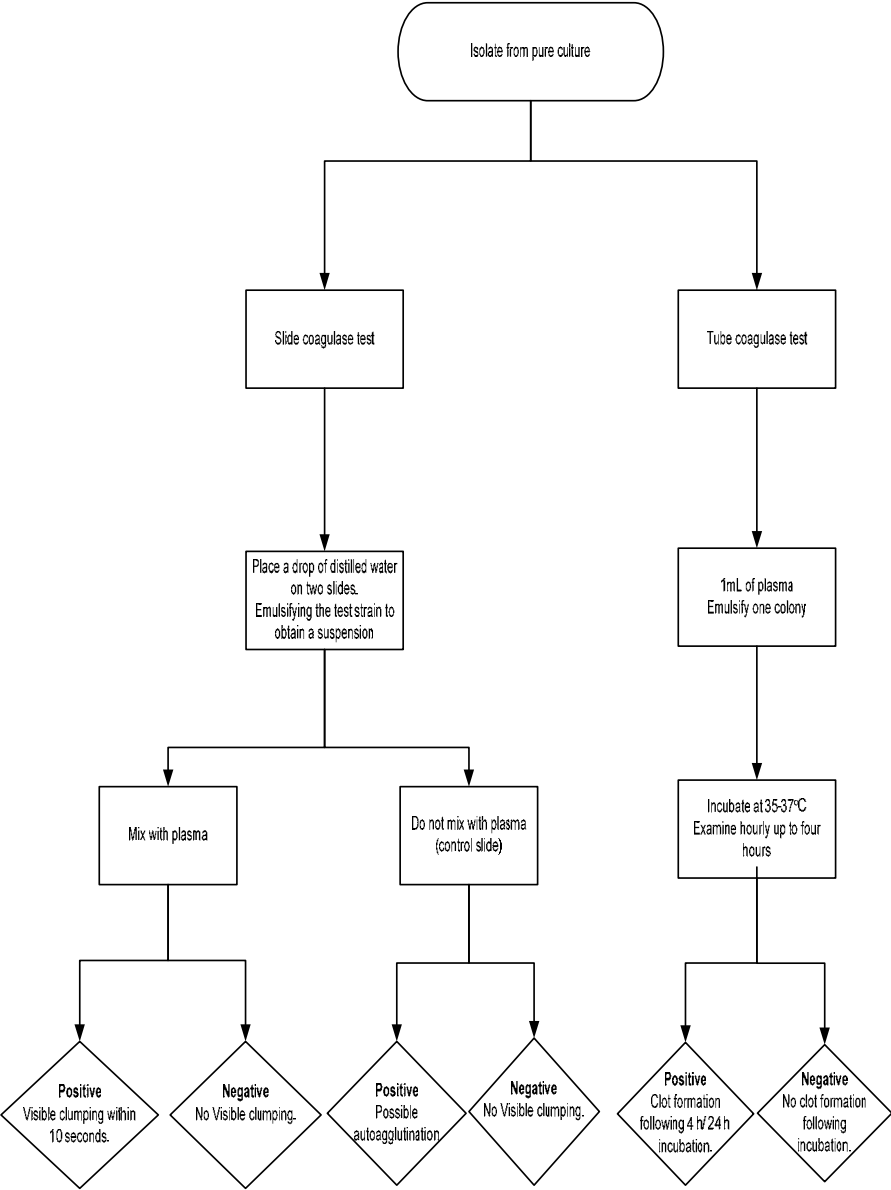 Isolate from pure culture
Slide coagulase test
Tube coagulase test
Place a drop of distilled water
on two slides.
Emulsifying the test strain to
obtain a suspension
1mL of plasma
Emulsify one colony
Mix with plasma
Do not mix with plasma
(control slide)
Incubate at 35-37°C
Examine hourly up to four
hours
Positive
Visible clumping within
10 seconds.
Negative
No Visible clumping.
Positive
Possible
autoagglutination
Negative
No Visible clumping.
Positive
Clot formation
following 4 h/ 24 h
incubation.
Negative
No clot formation
following
incubation.